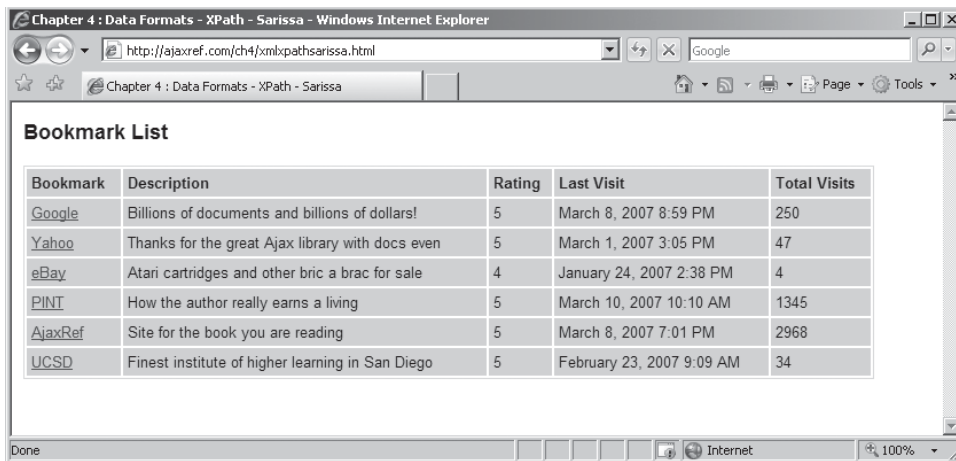 Chapter 4 : Data Formats - XPath - Sarissa - Windows Internet Explorer
http://ajaxref.com/ch4/xmlxpathsarissa.html
Google
Chapter 4 : Data Formats - XPath - Sarissa
Page
Tools
Bookmark List
Bookmark Description Rating Last Visit Total Visits
Google Billions of documents and billions of dollars! 5 March 8, 2007 8:59 PM 250
Yahoo Thanks for the great Ajax library with docs even 5 March 1, 2007 3:05 PM 47
eBay Atari cartridges and other bric a brac for sale 4 January 24, 2007 2:38 PM 4
PINT How the author really earns a living 5 March 10, 2007 10:10 AM 1345
AjaxRef Site for the book you are reading 5 March 8, 2007 7:01 PM 2968
UCSD Finest institute of higher learning in San Diego 5 February 23, 2007 9:09 AM 34
Done Internet 100%